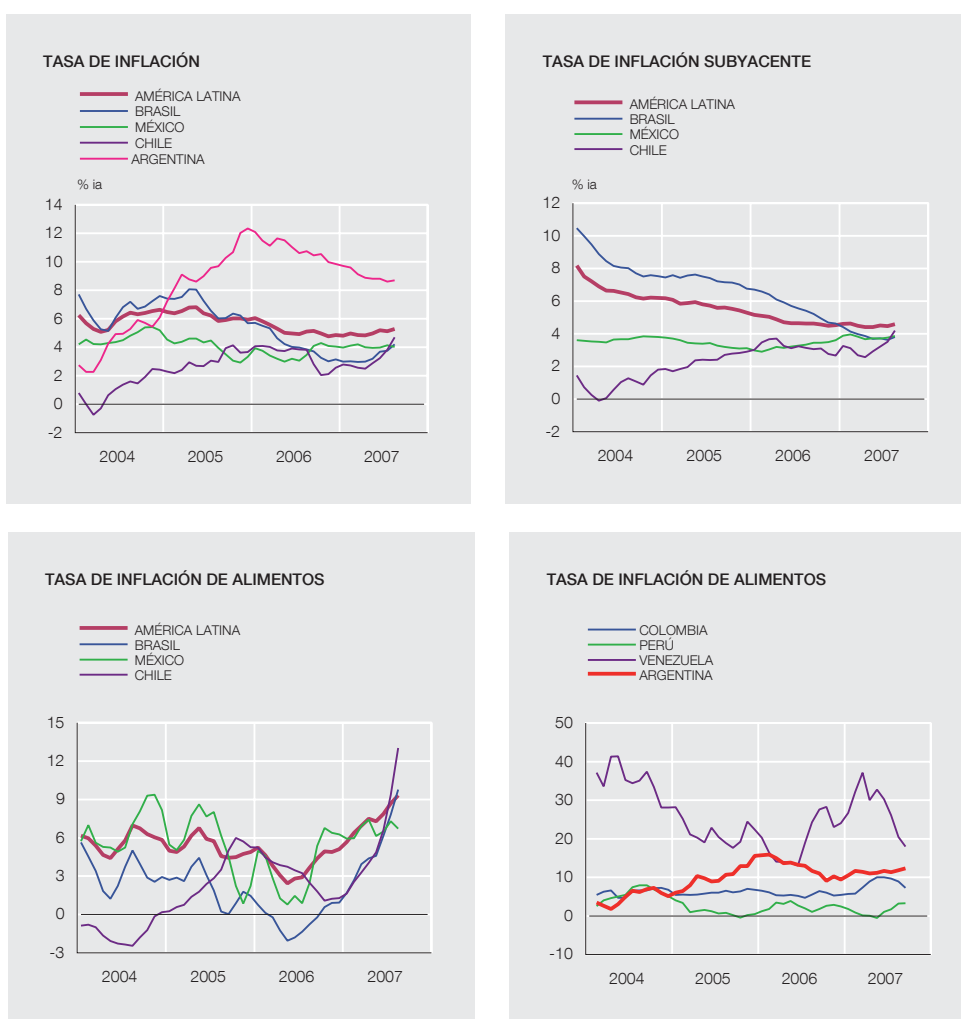 TASA DE INFLACIÓN
AMÉRICA LATINA
BRASIL
MÉXICO
CHILE
ARGENTINA
% ia
14
12
10
8
6
4
2
0
-2
2004 2005 2006 2007
TASA DE INFLACIÓN SUBYACENTE
AMÉRICA LATINA
BRASIL
MÉXICO
CHILE
% ia
12
10
8
6
4
2
0
-2
2004 2005 2006 2007
TASA DE INFLACIÓN DE ALIMENTOS
AMÉRICA LATINA
BRASIL
MÉXICO
CHILE
15
12
9
6
3
0
-3
2004 2005 2006 2007
TASA DE INFLACIÓN DE ALIMENTOS
COLOMBIA
PERÚ
VENEZUELA
ARGENTINA
50
40
30
20
10
0
-10
2004 2005 2006 2007